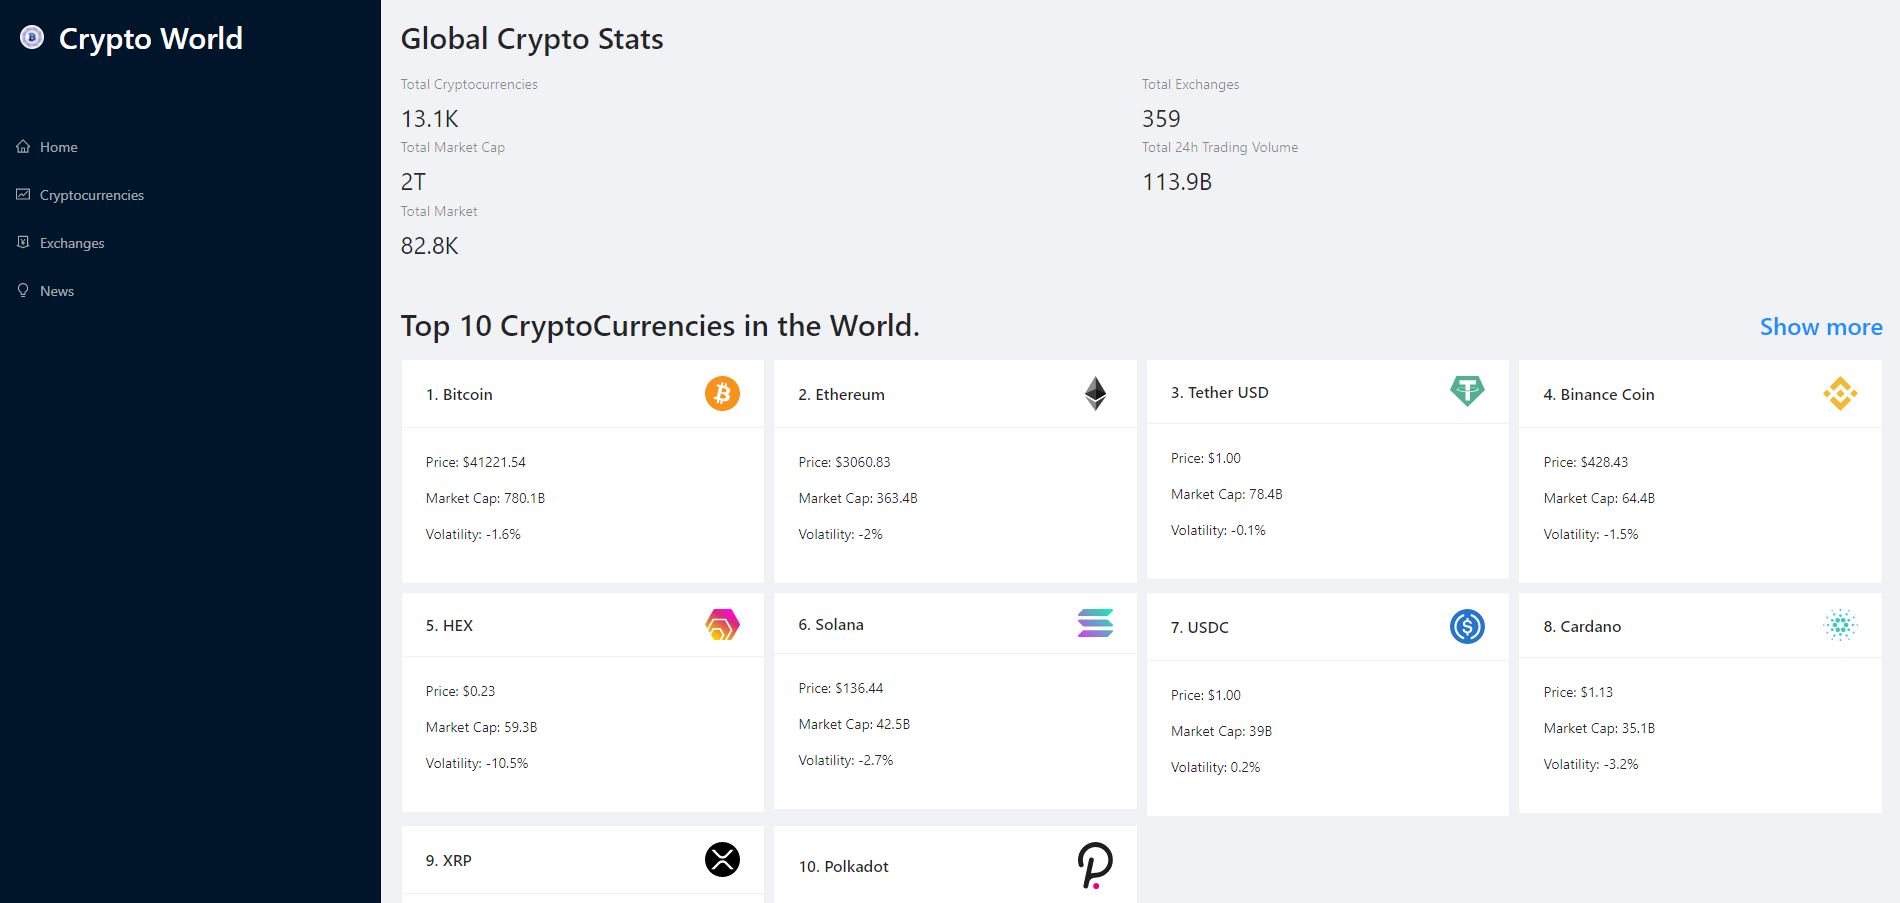 Crypto World
Home
Cryptocurrencies
Exchanges
News
Global Crypto Stats
Total Cryptocurrencies
13.1K
Total Exchanges
359
Total Market Cap
2T
Total 24h Trading Volume
113.9B
Total Market
82.8K
Top 10 CryptoCurrencies in the World.
Show more
1. Bitcoin
Price: $41221.54
Market Cap: 780.1B
Volatility: -1.6%
2. Ethereum
Price: $3060.83
Market Cap: 363.4B
Volatility: -2%
3. Tether USD
Price: $1.00
Market Cap: 78.4B
Volatility: -0.1%
4. Binance Coin
Price: $428.43
Market Cap: 64.4B
Volatility: -1.5%
5. HEX
Price: $0.23
Market Cap: 59.3B
Volatility: -10.5%
6. Solana
Price: $136.44
Market Cap: 42.5B
Volatility: -2.7%
7. USDC
Price: $1.00
Market Cap: 39B
Volatility: 0.2%
8. Cardano
Price: $1.13
Market Cap: 35.1B
Volatility: -3.2%
9. XRP
10. Polkadot